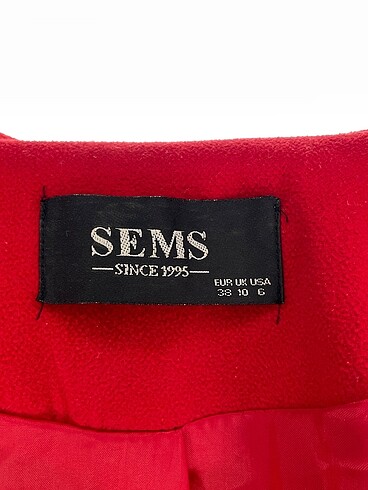 SEMS
SINCE 1995
EUR UK USA
38 10 6